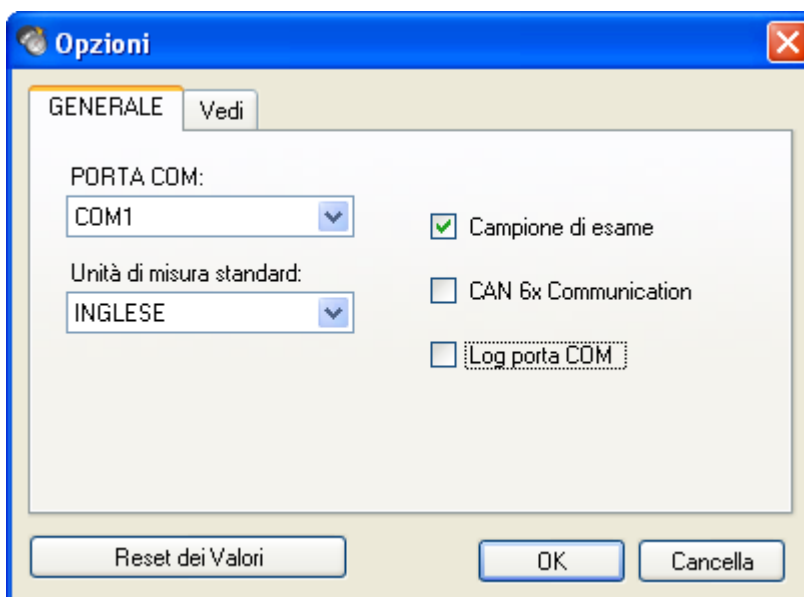 Opzioni
GENERALE
Vedi
PORTA COM:
COM1
Unità di misura standard:
INGLESE
Campione di esame
CAN 6x Communication
Log porta COM
Reset dei Valori
OK
Cancella